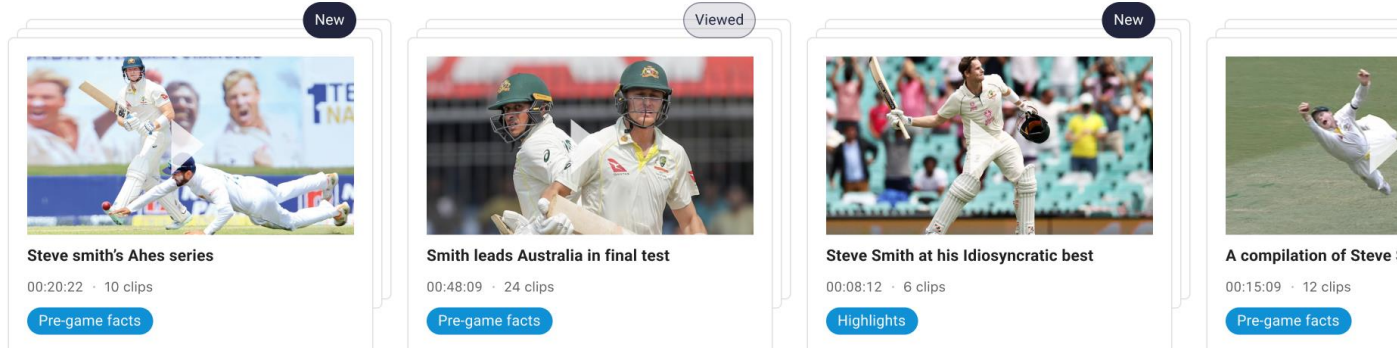 New
Viewed
New
Steve smith's Ahes series
Smith leads Australia in final test
Steve Smith at his Idiosyncratic best
A compilation of Steve
00:20:22 · 10 clips
00:48:09 · 24 clips
00:08:12 · 6 clips
00:15:09 · 12 clips
Pre-game facts
Pre-game facts
Highlights
Pre-game facts